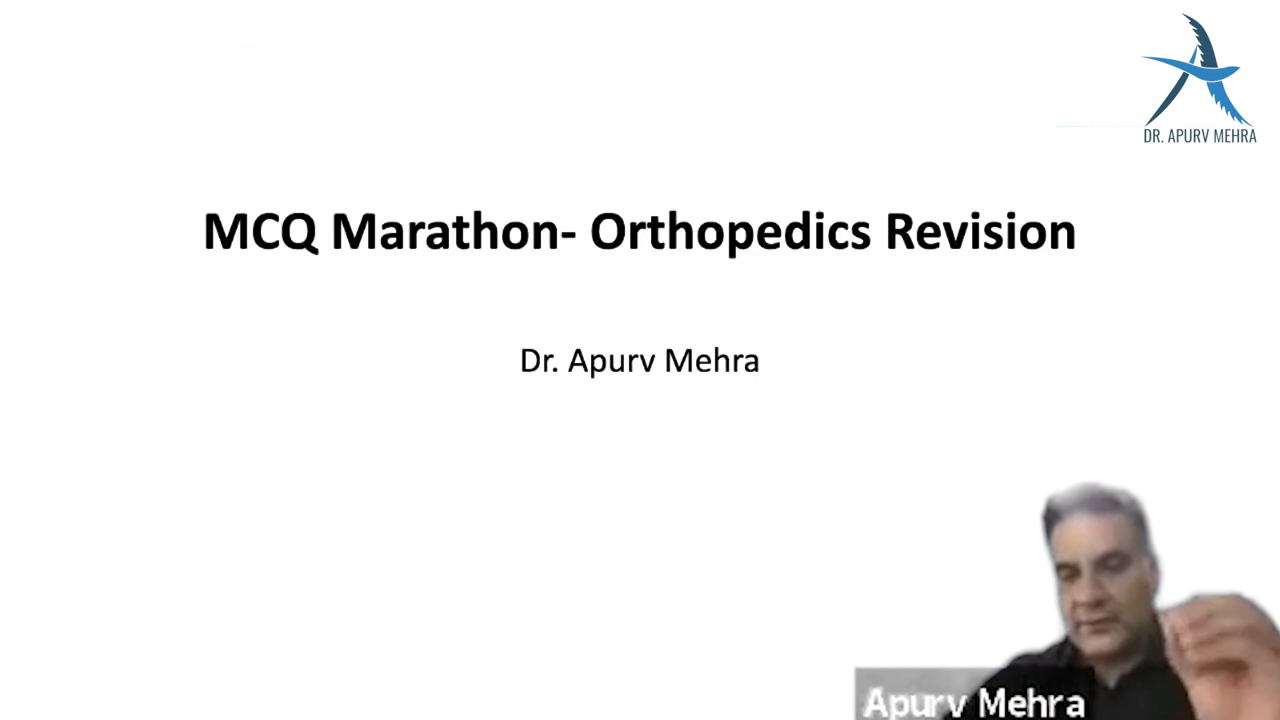 DR. APURV MEHRA
MCQ Marathon- Orthopedics Revision
Dr. Apurv Mehra
Apurv Mehra